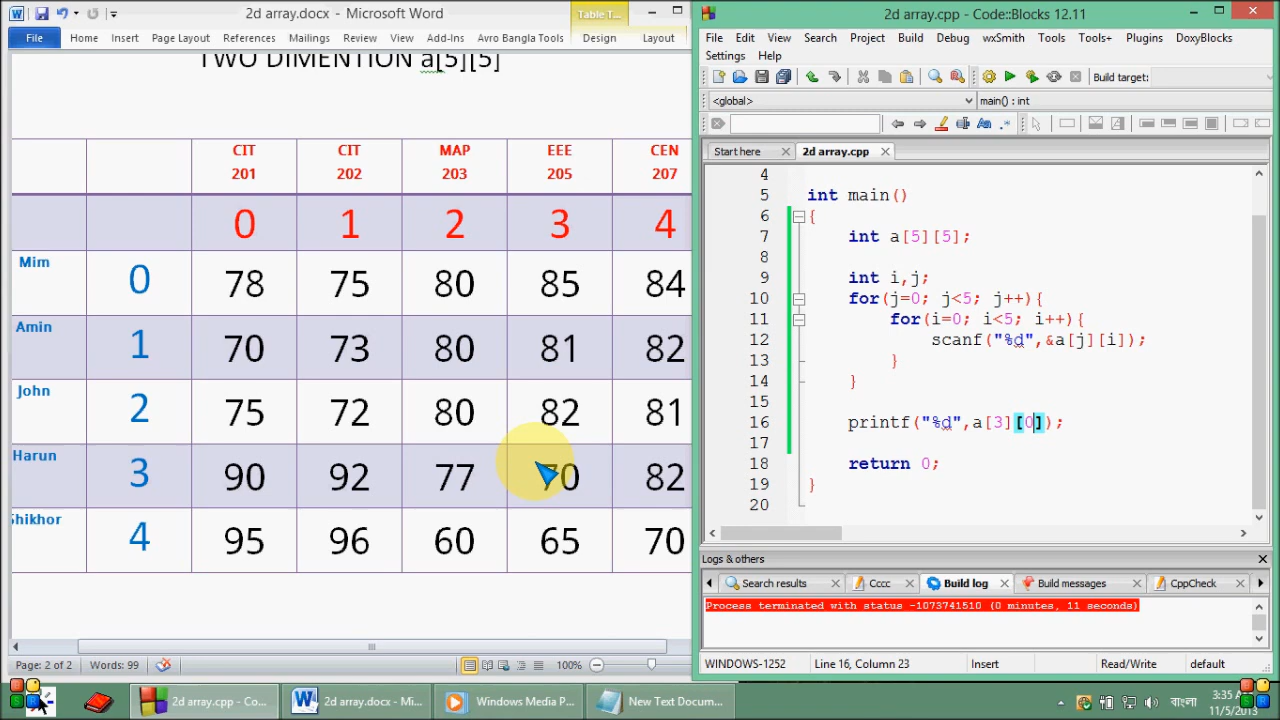 2d array.docx - Microsoft Word
Table T...
File Home Insert Page Layout References Mailings Review View Add-Ins Avro Bangla Tools Design Layout
TWO DIMENTION a[5][5]
CIT 201 CIT 202 MAP 203 EEE 205 CEN 207
0 1 2 3 4
Mim 0 78 75 80 85 84
Amin 1 70 73 80 81 82
John 2 75 72 80 82 81
Harun 3 90 92 77 70 82
Shikhor 4 95 96 60 65 70
Page: 2 of 2 Words: 99 100%
2d array.cpp - Code::Blocks 12.11
File Edit View Search Project Build Debug wxSmith Tools Tools+ Plugins DoxyBlocks
Settings Help
Build target:
<global> main() : int
Start here 2d array.cpp
4
5 int main()
6 {
7 int a[5][5];
8
9 int i,j;
10 for(j=0; j<5; j++){
11 for(i=0; i<5; i++){
12 scanf("%d",&a[j][i]);
13 }
14 }
15
16 printf("%d",a[3][0]);
17
18 return 0;
19 }
20
Logs & others
Search results Cccc Build log Build messages CppCheck
Process terminated with status -1073741510 (0 minutes, 11 seconds)
WINDOWS-1252 Line 16, Column 23 Insert Read/Write default
2d array.cpp - Co... 2d array.docx - Mi... Windows Media P... New Text Docum... বাংলা 3:35 AM
11/5/2013